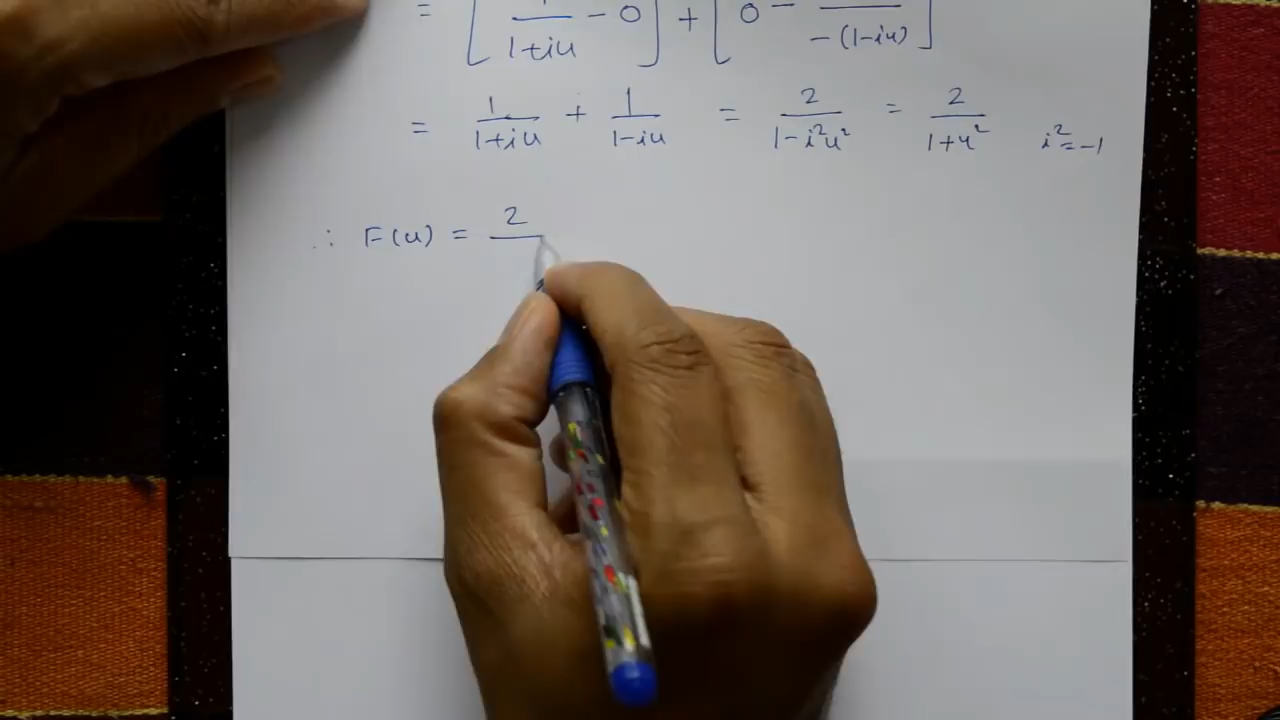 = [ 1/(1+iu) - 0 ] + [ 0 - /(-(1-iu)) ]
= 1/(1+iu) + 1/(1-iu) = 2/(1-i²u²) = 2/(1+u²) i²=-1
∴ F(u) = 2/